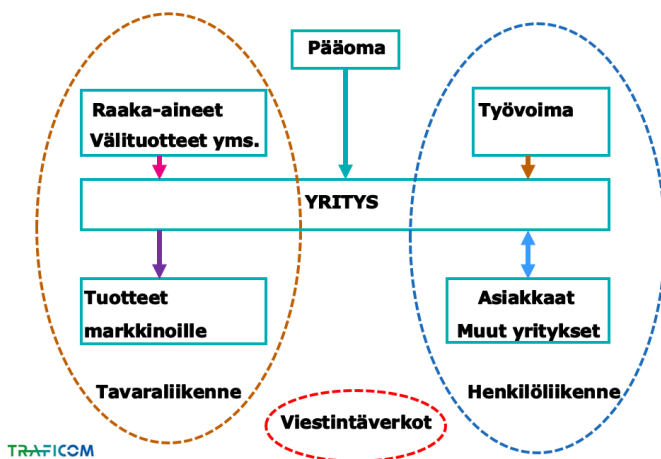 Pääoma
Raaka-aineet
Välituotteet yms.
Työvoima
YRITYS
Tuotteet
markkinoille
Asiakkaat
Muut yritykset
Tavaraliikenne
Henkilöliikenne
Viestintäverkot
TRAFICOM